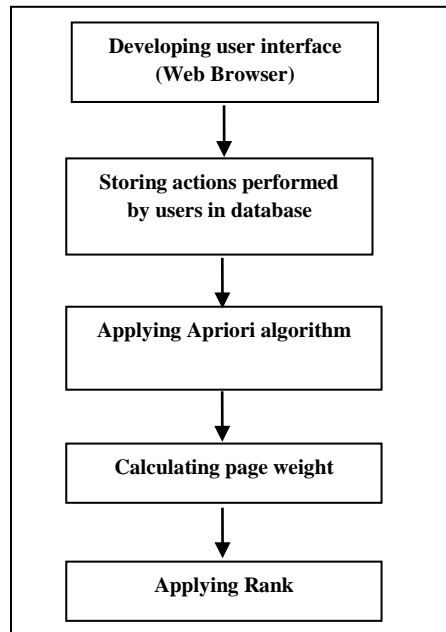 Developing user interface
(Web Browser)
Storing actions performed
by users in database
Applying Apriori algorithm
Calculating page weight
Applying Rank